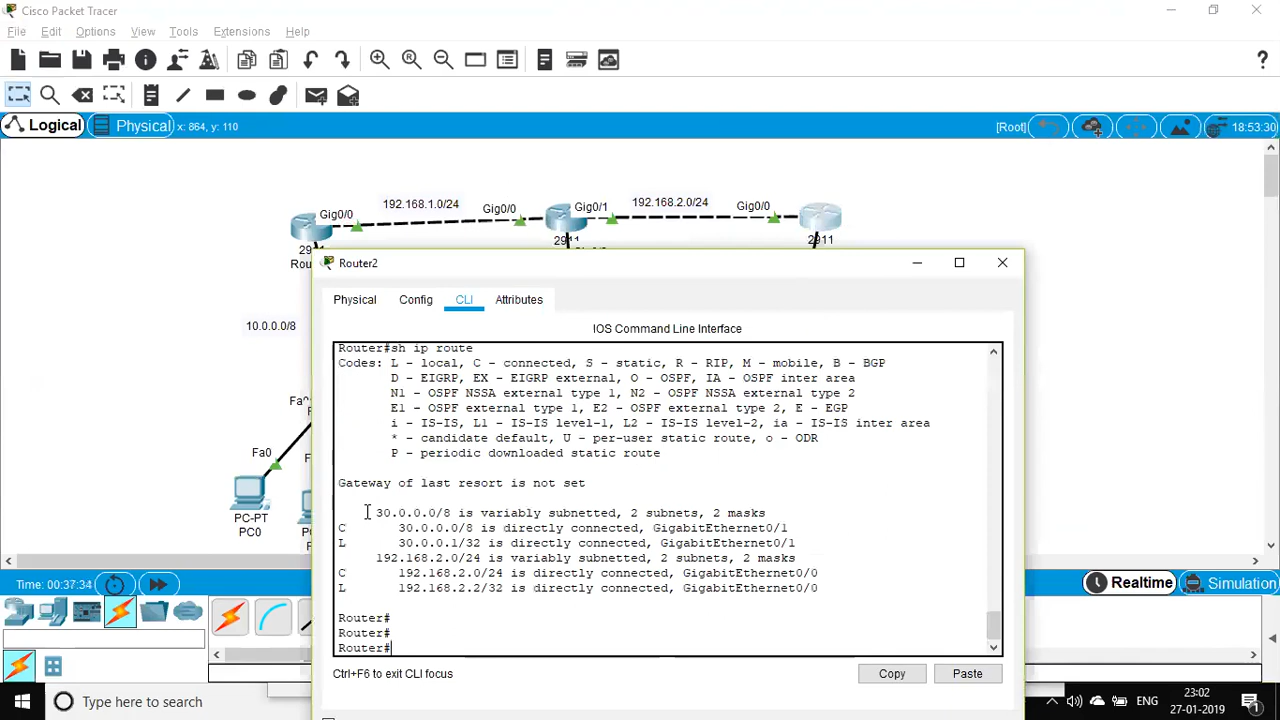 Cisco Packet Tracer
File Edit Options View Tools Extensions Help
Logical Physical x: 864, y: 110 [Root] 18:53:30
192.168.1.0/24 192.168.2.0/24
Gig0/0 Gig0/0 Gig0/1 Gig0/0
2911
Router2
Physical Config CLI Attributes
IOS Command Line Interface
Router#sh ip route
Codes: L - local, C - connected, S - static, R - RIP, M - mobile, B - BGP
D - EIGRP, EX - EIGRP external, O - OSPF, IA - OSPF inter area
N1 - OSPF NSSA external type 1, N2 - OSPF NSSA external type 2
E1 - OSPF external type 1, E2 - OSPF external type 2, E - EGP
i - IS-IS, L1 - IS-IS level-1, L2 - IS-IS level-2, ia - IS-IS inter area
* - candidate default, U - per-user static route, o - ODR
P - periodic downloaded static route
Gateway of last resort is not set
30.0.0.0/8 is variably subnetted, 2 subnets, 2 masks
C 30.0.0.0/8 is directly connected, GigabitEthernet0/1
L 30.0.0.1/32 is directly connected, GigabitEthernet0/1
192.168.2.0/24 is variably subnetted, 2 subnets, 2 masks
C 192.168.2.0/24 is directly connected, GigabitEthernet0/0
L 192.168.2.2/32 is directly connected, GigabitEthernet0/0
Router#
Router#
Router#
Ctrl+F6 to exit CLI focus Copy Paste
10.0.0.0/8
Fa0
PC-PT
PC0
Time: 00:37:34 Realtime Simulation
Type here to search
ENG 23:02
27-01-2019